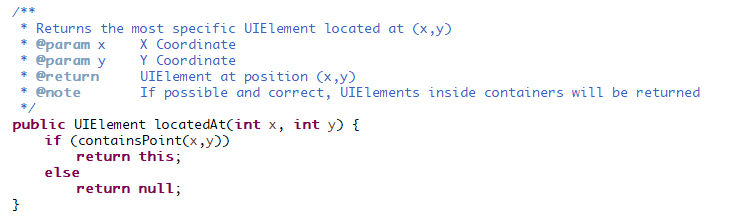 /**
 * Returns the most specific UIElement located at (x,y)
 * @param x    X Coordinate
 * @param y    Y Coordinate
 * @return     UIElement at position (x,y)
 * @note       If possible and correct, UIElements inside containers will be returned
 */
public UIElement locatedAt(int x, int y) {
    if (containsPoint(x,y))
        return this;
    else
        return null;
}